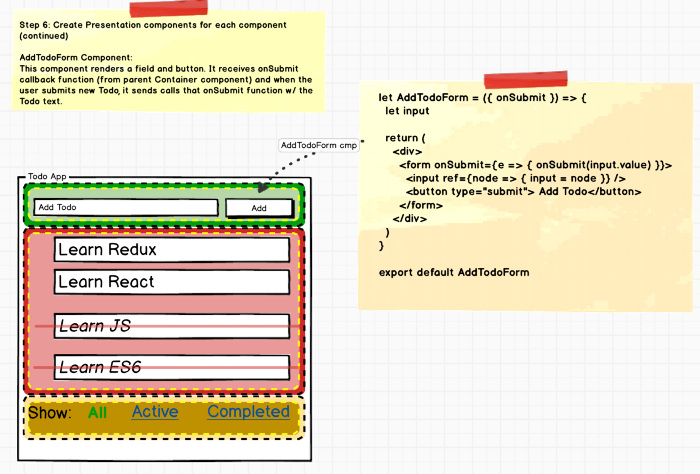 Step 6: Create Presentation components for each component
(continued)
AddTodoForm Component:
This component renders a field and button. It receives onSubmit
callback function (from parent Container component) and when the
user submits new Todo, it sends calls that onSubmit function w/ the
Todo text.
let AddTodoForm = ({ onSubmit }) => {
let input
return (
<div>
<form onSubmit={e => { onSubmit(input.value) }}>
<input ref={node => { input = node }} />
<button type="submit"> Add Todo</button>
</form>
</div>
)
}
export default AddTodoForm
AddTodoForm cmp
Todo App
Add Todo
Add
Learn Redux
Learn React
Learn JS
Learn ES6
Show: All Active Completed